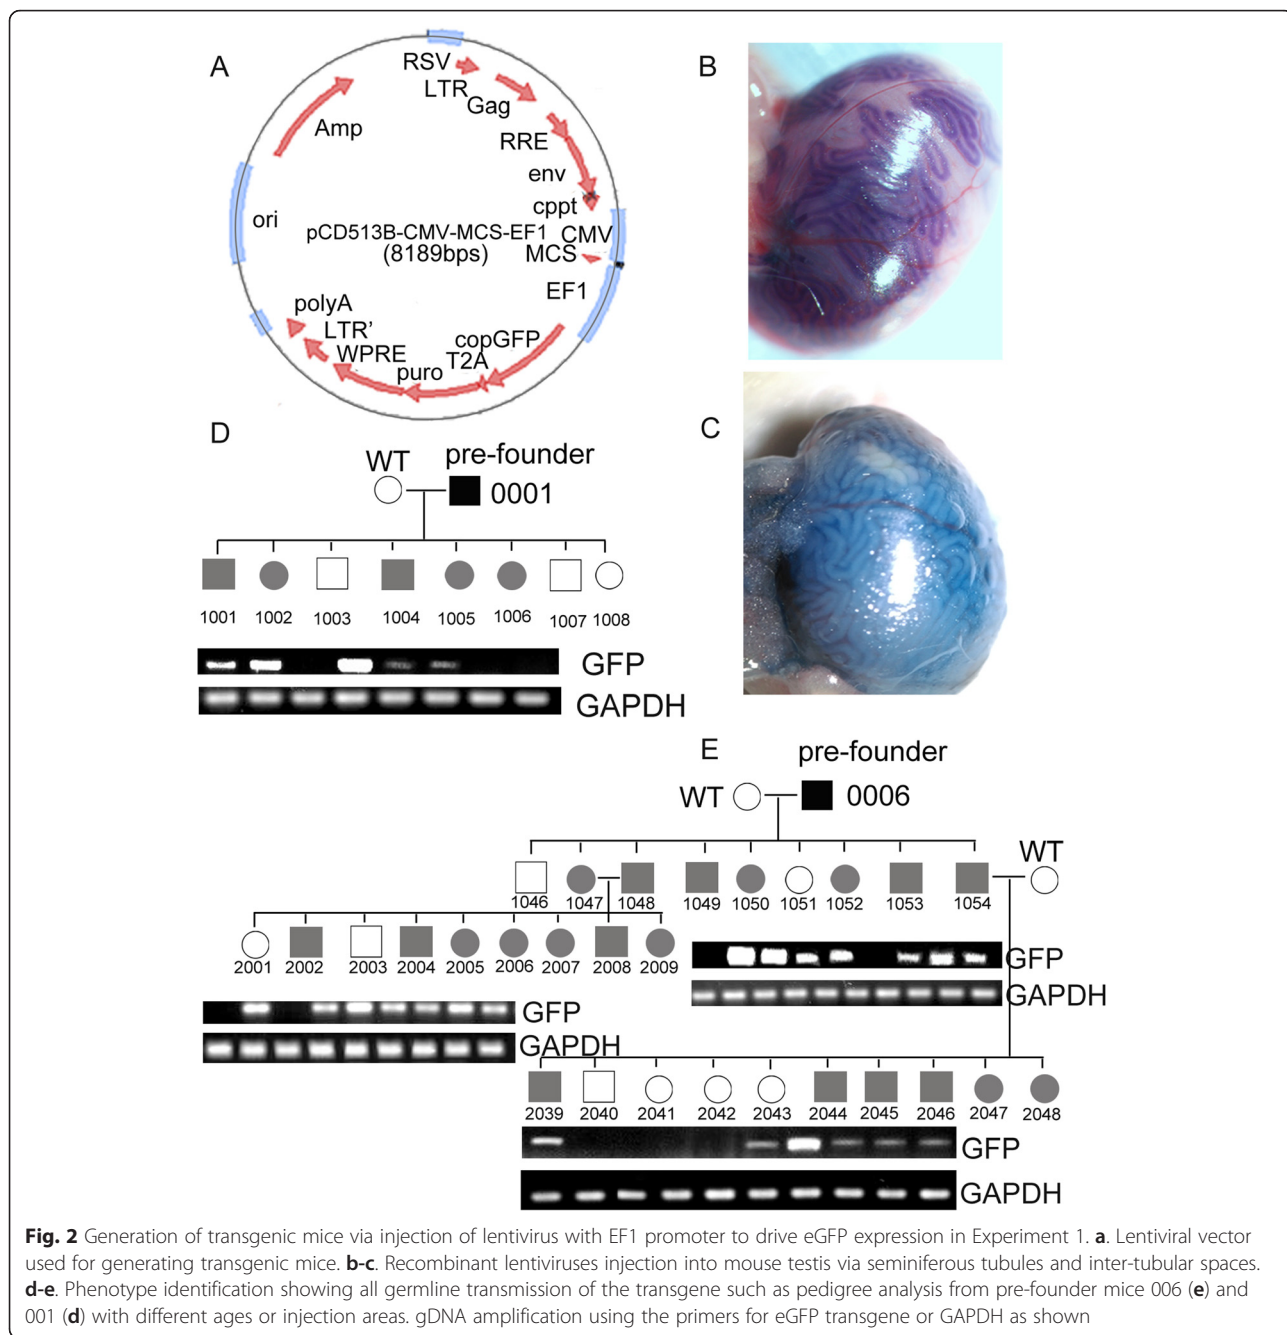 A
RSV
LTR
Gag
RRE
env
cppt
CMV
MCS
EF1
copGFP
T2A
puro
WPRE
LTR'
polyA
ori
Amp
pCD513B-CMV-MCS-EF1
(8189bps)
B
C
D
WT
pre-founder
0001
1001 1002 1003 1004 1005 1006 1007 1008
GFP
GAPDH
E
pre-founder
WT
0006
WT
1046 1047 1048 1049 1050 1051 1052 1053 1054
GFP
GAPDH
2001 2002 2003 2004 2005 2006 2007 2008 2009
GFP
GAPDH
2039 2040 2041 2042 2043 2044 2045 2046 2047 2048
GFP
GAPDH
Fig. 2 Generation of transgenic mice via injection of lentivirus with EF1 promoter to drive eGFP expression in Experiment 1. a. Lentiviral vector
used for generating transgenic mice. b-c. Recombinant lentiviruses injection into mouse testis via seminiferous tubules and inter-tubular spaces.
d-e. Phenotype identification showing all germline transmission of the transgene such as pedigree analysis from pre-founder mice 006 (e) and
001 (d) with different ages or injection areas. gDNA amplification using the primers for eGFP transgene or GAPDH as shown